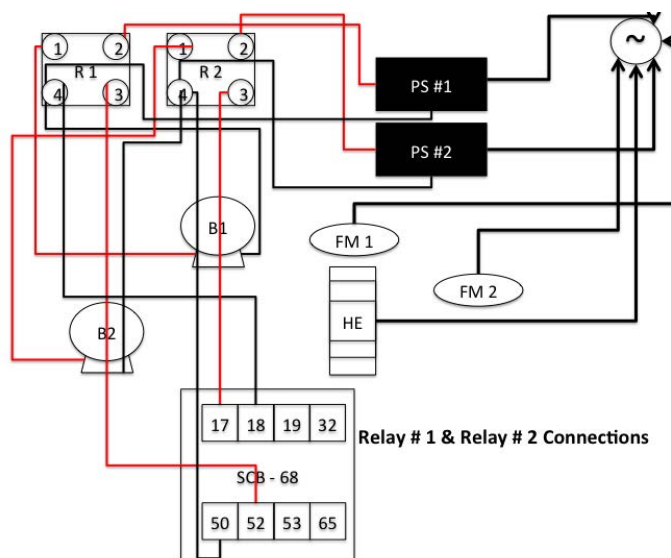 1 2
R 1
4 3
1 2
R 2
4 3
PS #1
PS #2
~
B1
FM 1
FM 2
HE
B2
17 18 19 32
Relay # 1 & Relay # 2 Connections
SCB - 68
50 52 53 65